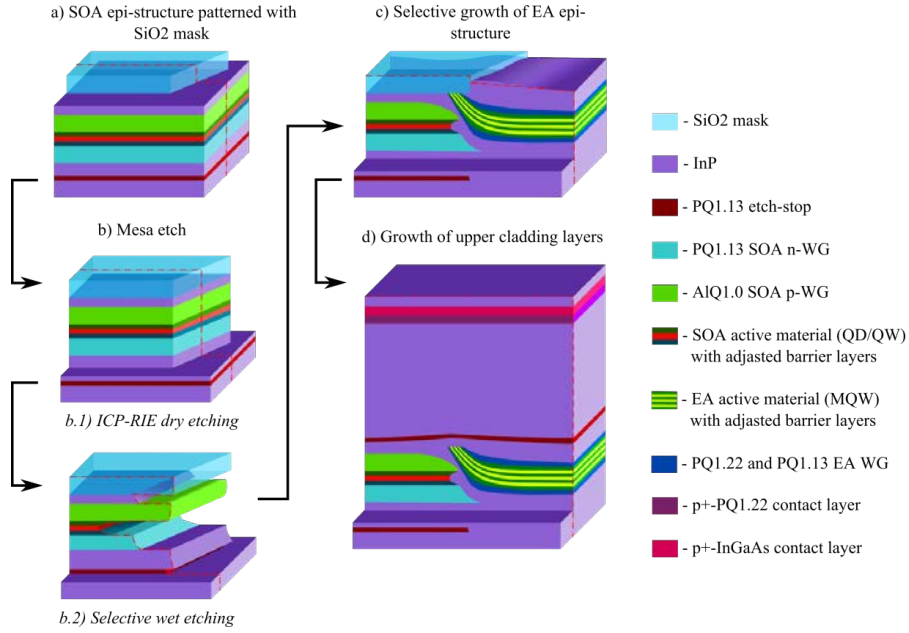 a) SOA epi-structure patterned with
SiO2 mask
b) Mesa etch
b.1) ICP-RIE dry etching
b.2) Selective wet etching
c) Selective growth of EA epi-
structure
d) Growth of upper cladding layers
- SiO2 mask
- InP
- PQ1.13 etch-stop
- PQ1.13 SOA n-WG
- AlQ1.0 SOA p-WG
- SOA active material (QD/QW)
with adjasted barrier layers
- EA active material (MQW)
with adjasted barrier layers
- PQ1.22 and PQ1.13 EA WG
- p+-PQ1.22 contact layer
- p+-InGaAs contact layer